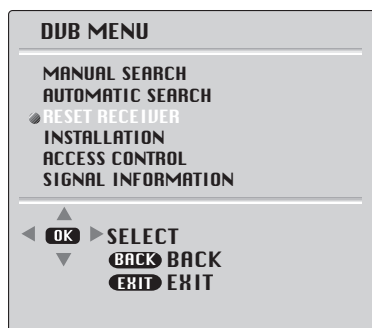 DVB MENU
MANUAL SEARCH
AUTOMATIC SEARCH
RESET RECEIVER
INSTALLATION
ACCESS CONTROL
SIGNAL INFORMATION
OK SELECT
BACK BACK
EXIT EXIT